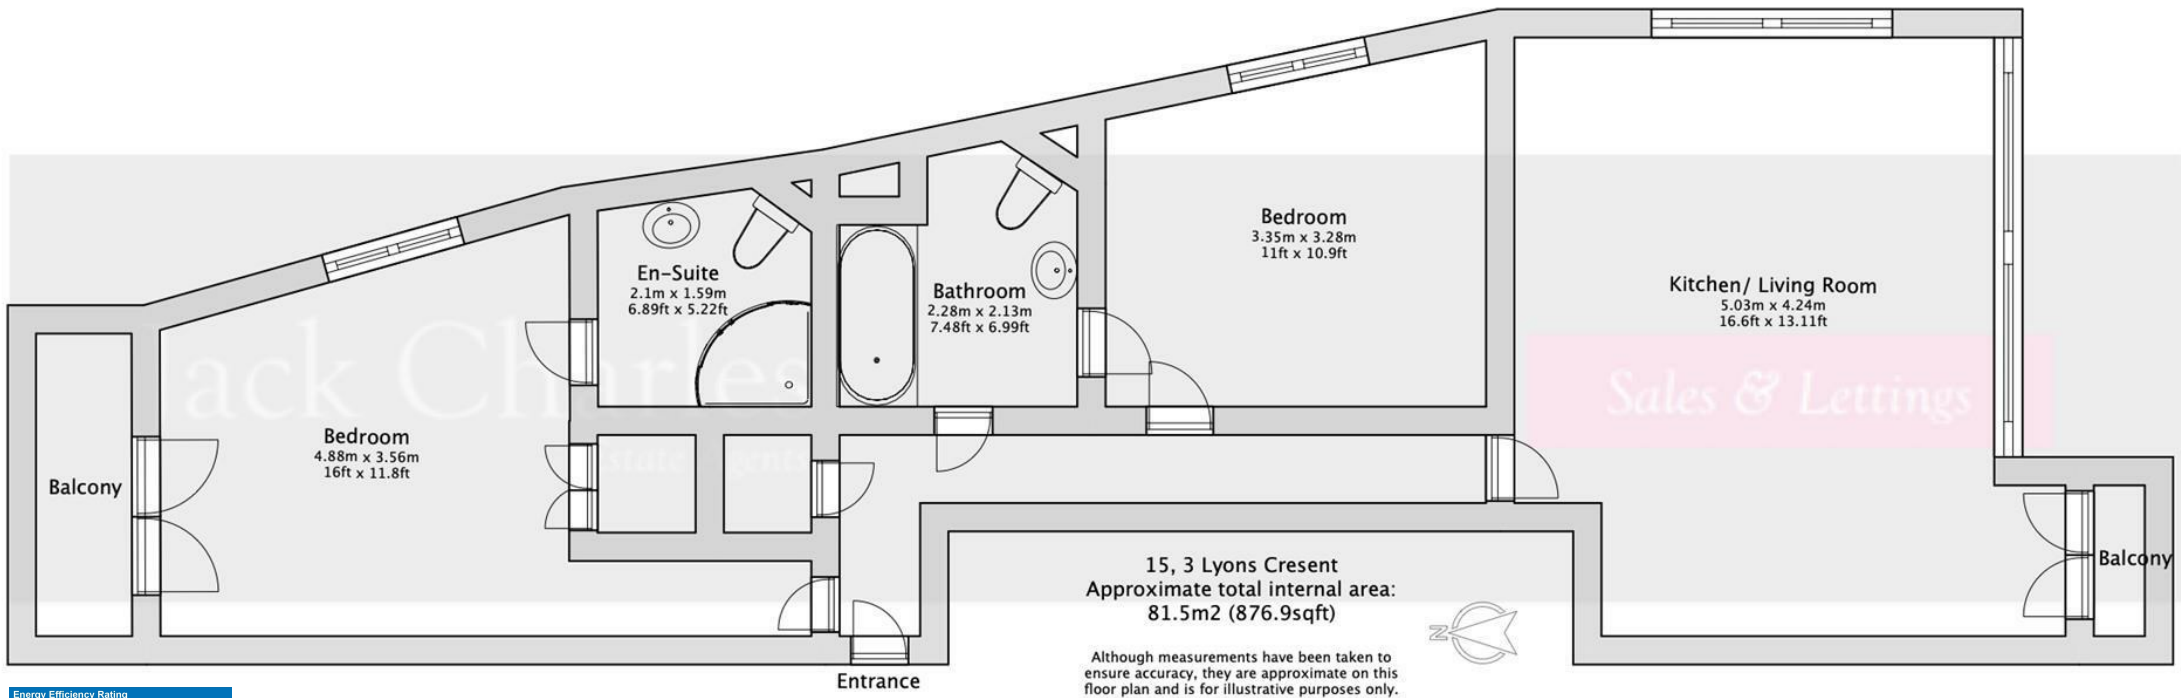 Kitchen/ Living Room
5.03m x 4.24m
16.6ft x 13.11ft
Bedroom
3.35m x 3.28m
11ft x 10.9ft
En-Suite
2.1m x 1.59m
6.89ft x 5.22ft
Bathroom
2.28m x 2.13m
7.48ft x 6.99ft
Jack Charles
Estate Agents
Sales & Lettings
Bedroom
4.88m x 3.56m
16ft x 11.8ft
Balcony
Balcony
15, 3 Lyons Cresent
Approximate total internal area:
81.5m2 (876.9sqft)
N
Although measurements have been taken to
ensure accuracy, they are approximate on this
floor plan and is for illustrative purposes only.
Entrance
Energy Efficiency Rating